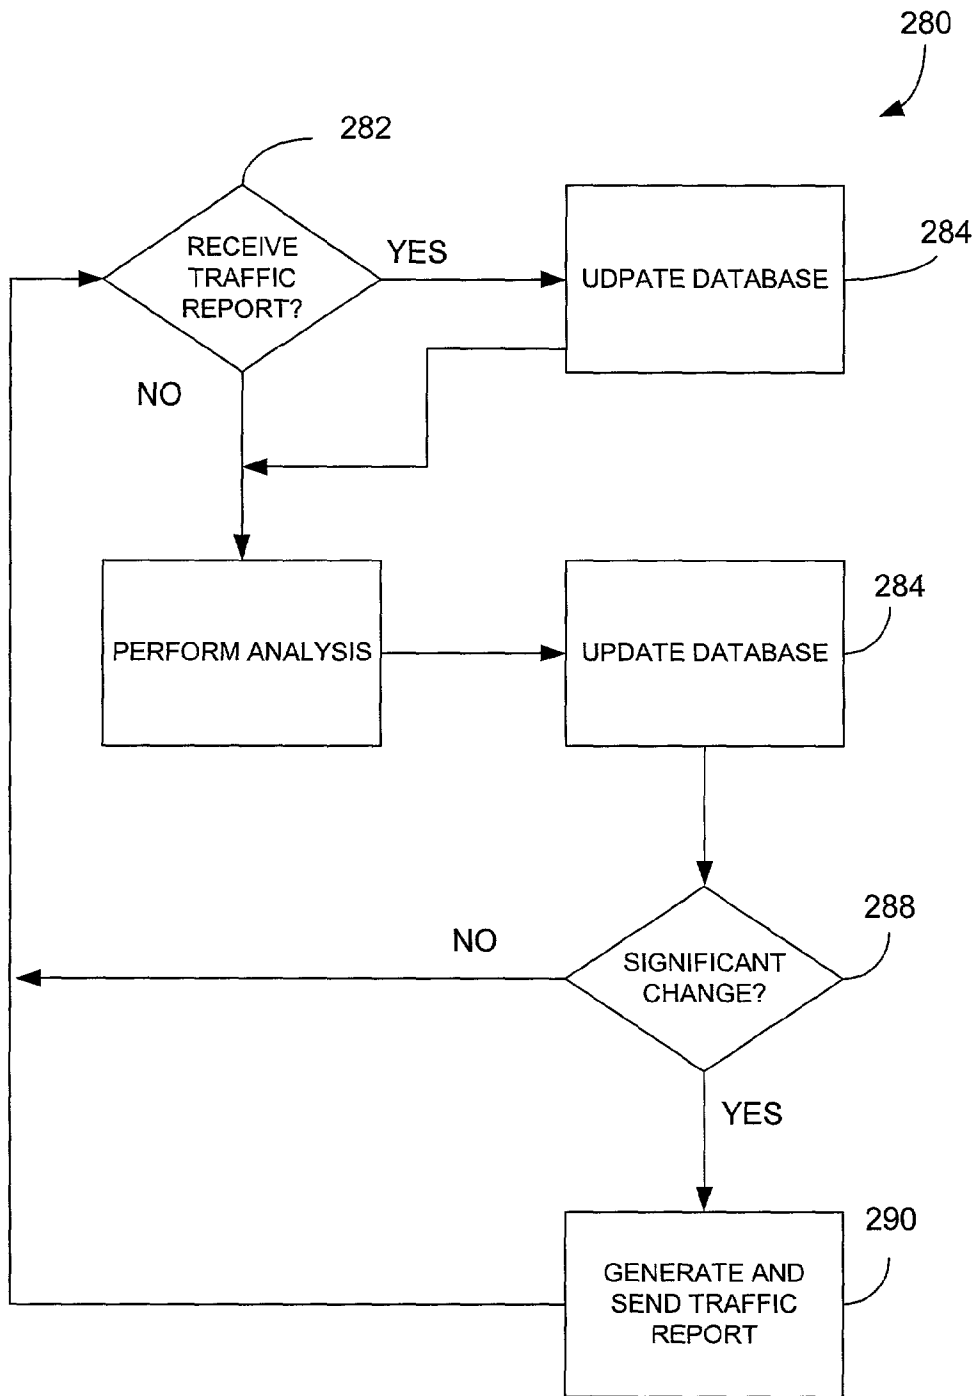 280
282
RECEIVE
TRAFFIC
REPORT?
YES
UDPATE DATABASE
284
NO
PERFORM ANALYSIS
UPDATE DATABASE
284
NO
SIGNIFICANT
CHANGE?
288
YES
GENERATE AND
SEND TRAFFIC
REPORT
290